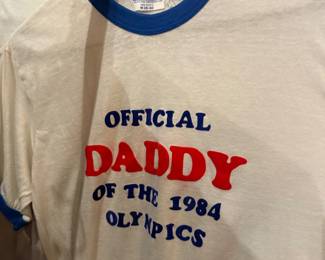 OFFICIAL
DADDY
OF THE 1984
OLYMPICS